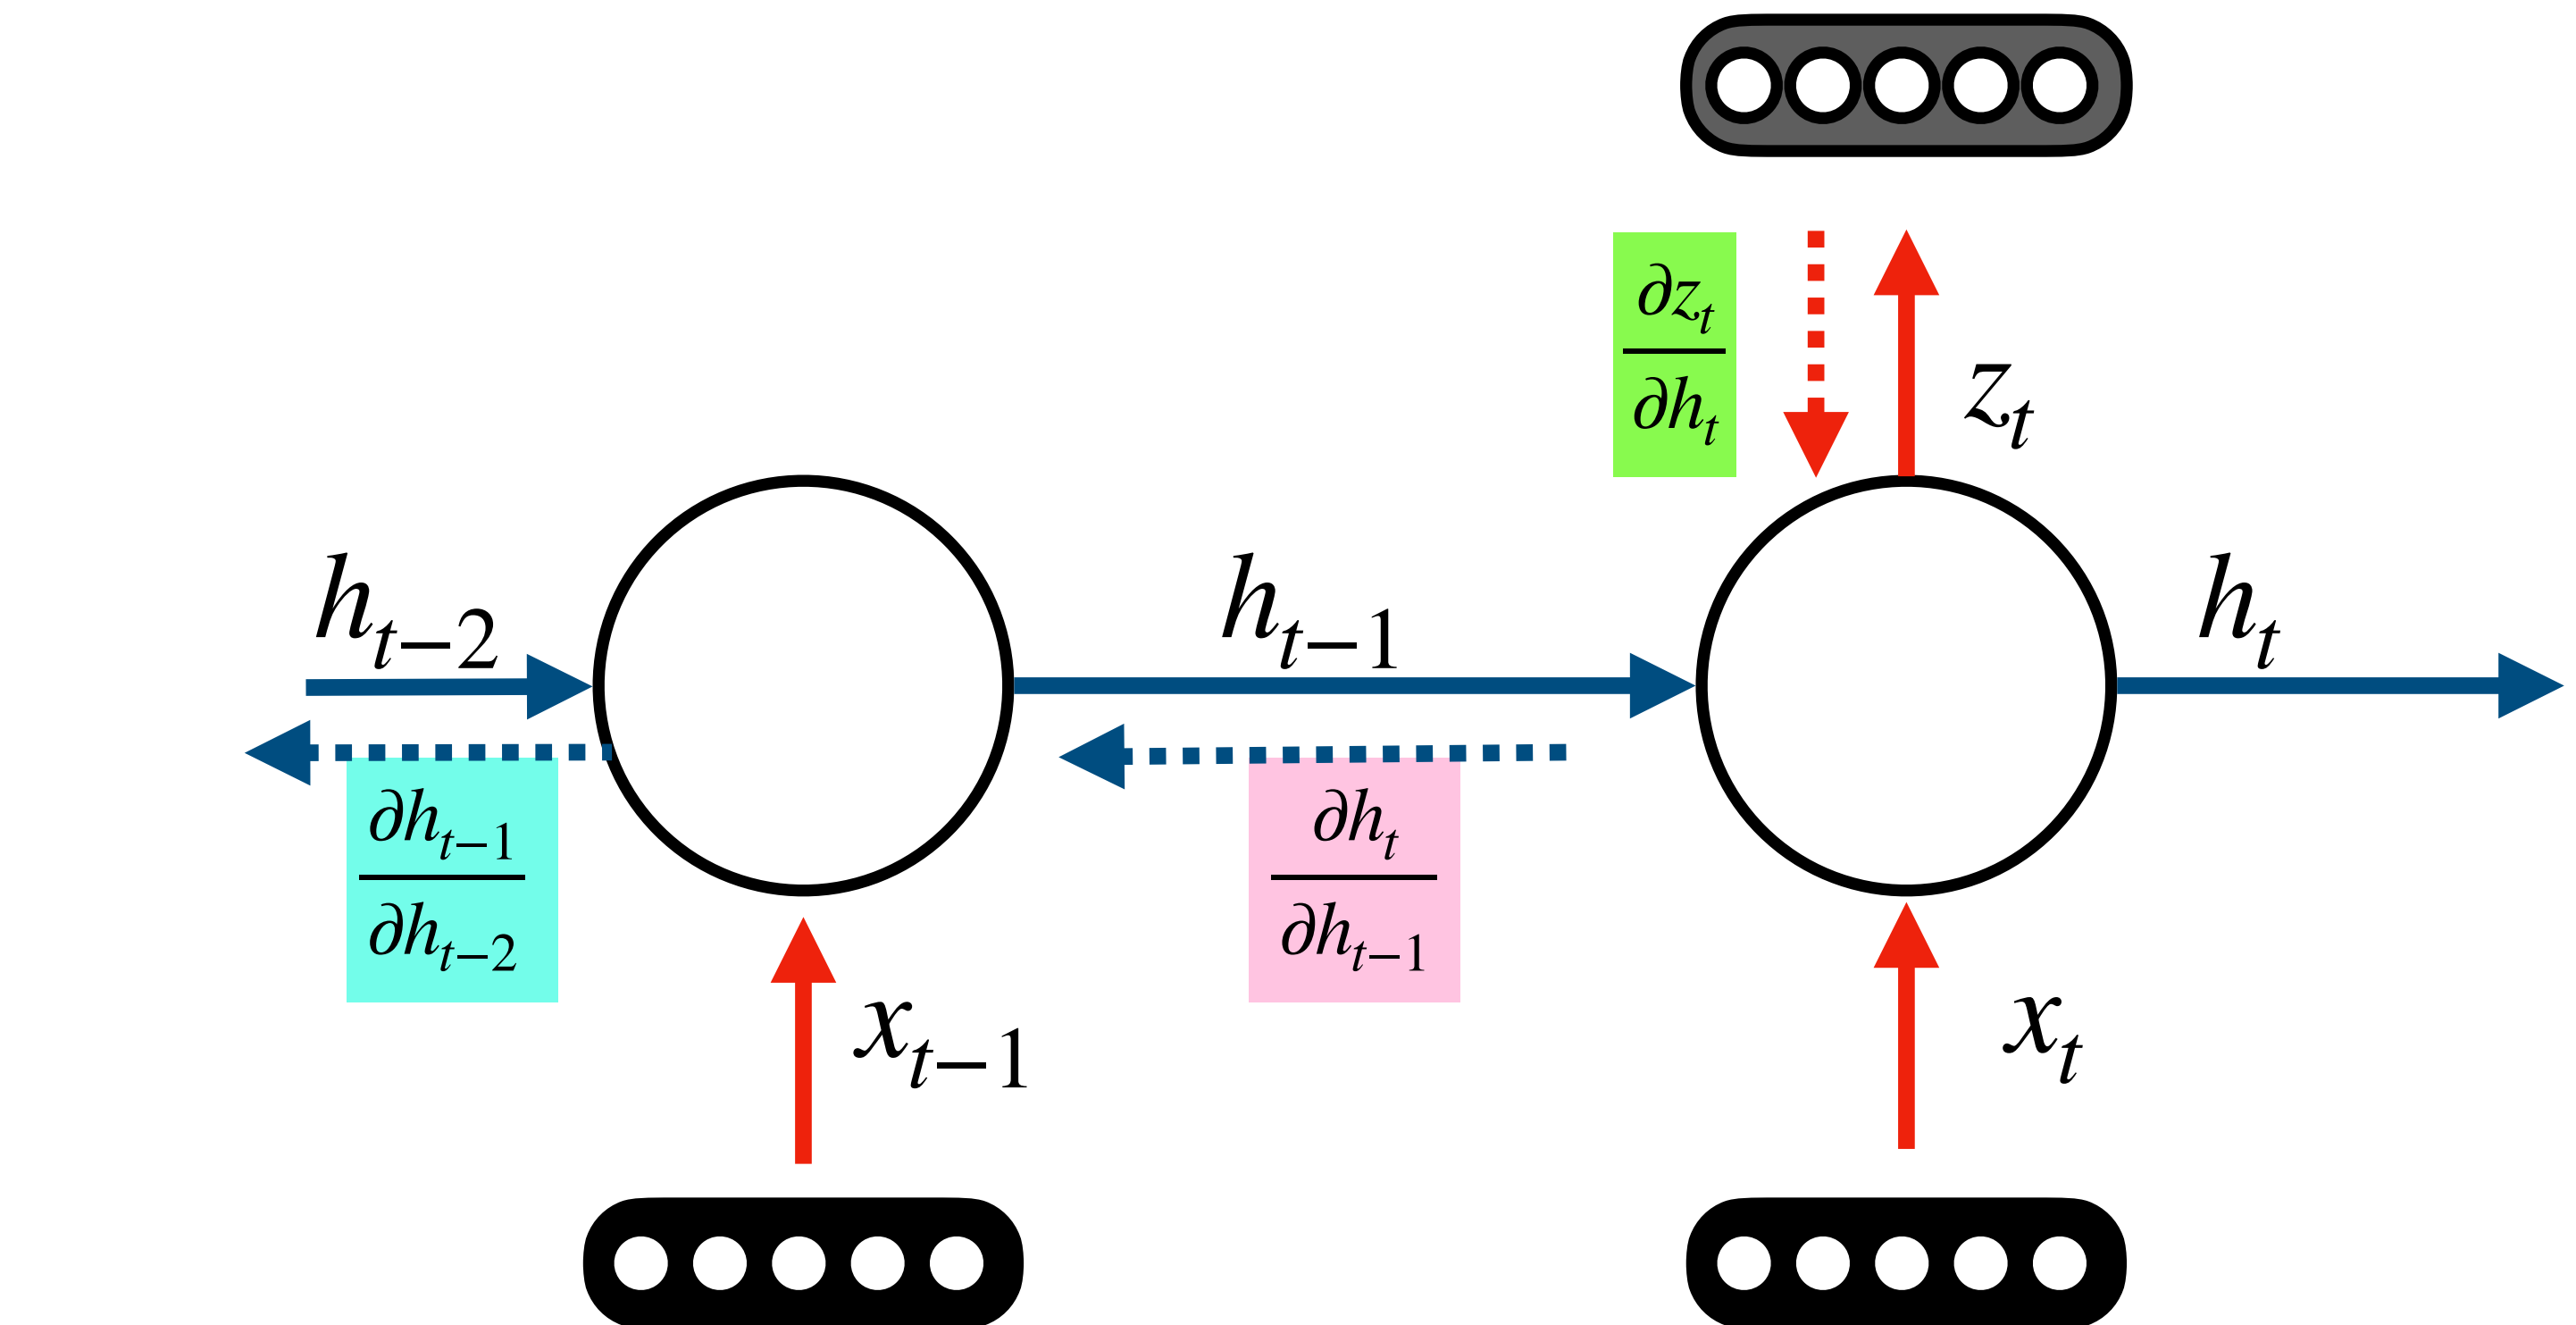 ∂z_t/∂h_t
z_t
h_{t−2}
h_{t−1}
h_t
∂h_{t−1}/∂h_{t−2}
∂h_t/∂h_{t−1}
x_{t−1}
x_t